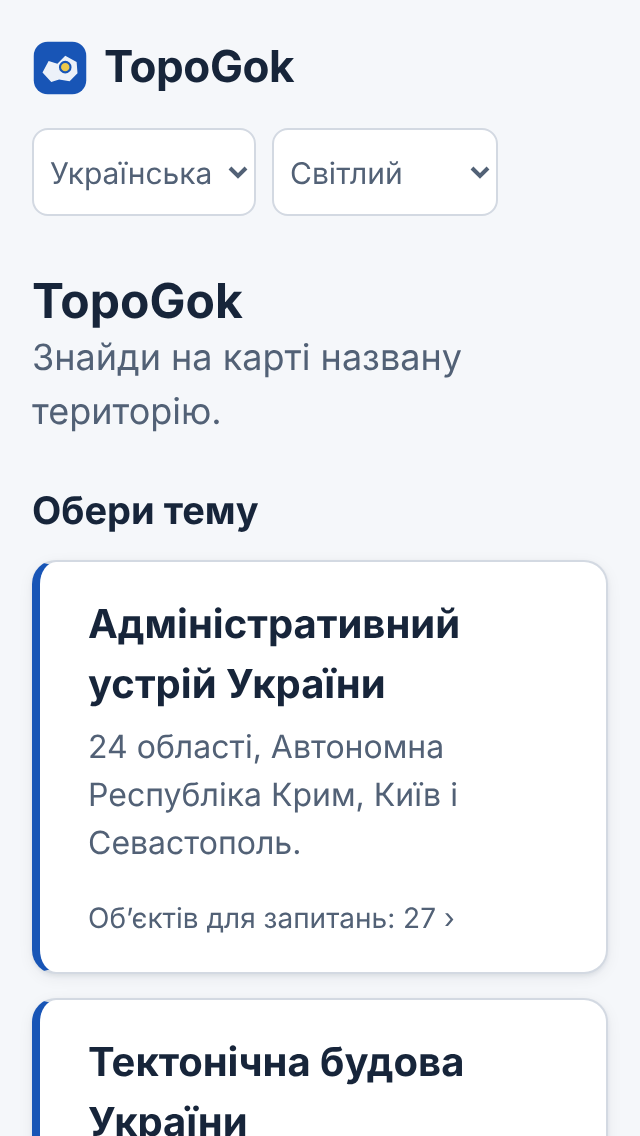 TopoGok
Українська
Світлий
TopoGok
Знайди на карті названу
територію.
Обери тему
Адміністративний
устрій України
24 області, Автономна
Республіка Крим, Київ і
Севастополь.
Об’єктів для запитань: 27 ›
Тектонічна будова
України